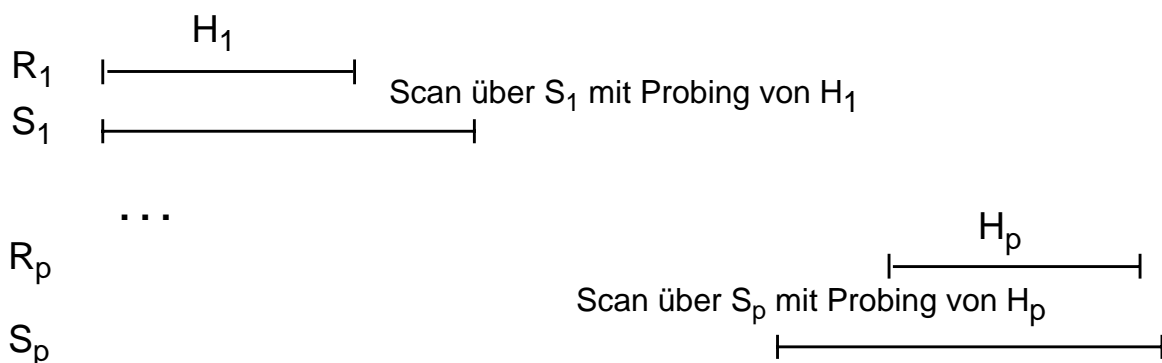 H₁
R₁
Scan über S₁ mit Probing von H₁
S₁
...
Hₚ
Rₚ
Scan über Sₚ mit Probing von Hₚ
Sₚ